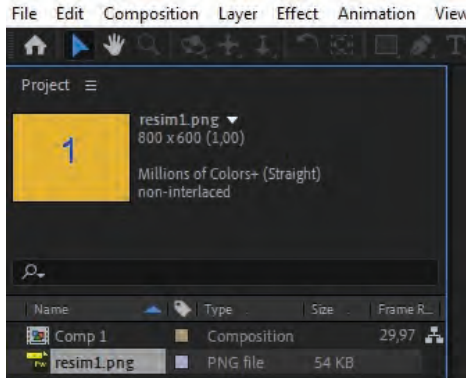 File Edit Composition Layer Effect Animation View
T
Project
resim1.png
800 x 600 (1,00)
1
Millions of Colors+ (Straight)
non-interlaced
Name Type Size Frame R...
Comp 1 Composition 29,97
Fw resim1.png PNG file 54 KB